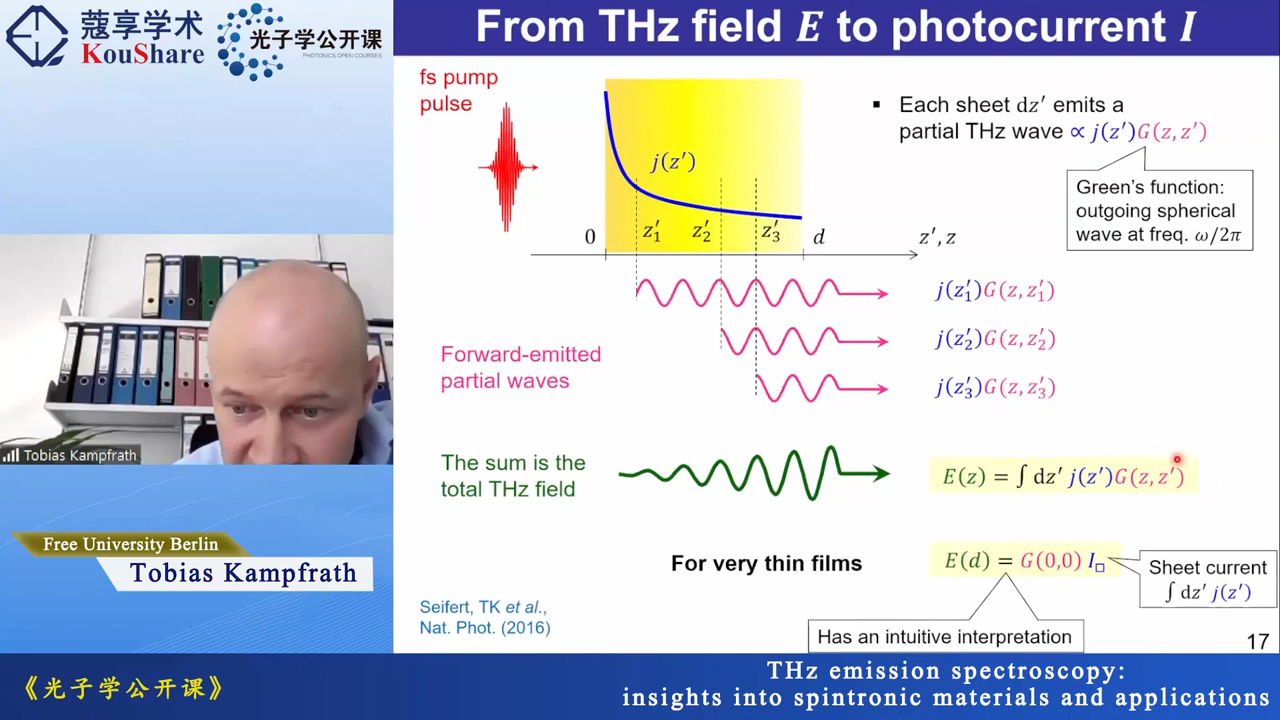 蔻享学术
KouShare
光子学公开课
PHOTONICS OPEN COURSES
From THz field E to photocurrent I
fs pump
pulse
j(z′)
0
z′₁
z′₂
z′₃
d
z′, z
▪ Each sheet dz′ emits a
partial THz wave ∝ j(z′)G(z, z′)
Green's function:
outgoing spherical
wave at freq. ω/2π
j(z′₁)G(z, z′₁)
j(z′₂)G(z, z′₂)
j(z′₃)G(z, z′₃)
Forward-emitted
partial waves
The sum is the
total THz field
E(z) = ∫ dz′ j(z′)G(z, z′)
For very thin films
E(d) = G(0,0) I□
Sheet current
∫ dz′ j(z′)
Has an intuitive interpretation
Seifert, TK et al.,
Nat. Phot. (2016)
17
Tobias Kampfrath
Free University Berlin
Tobias Kampfrath
《光子学公开课》
THz emission spectroscopy:
insights into spintronic materials and applications